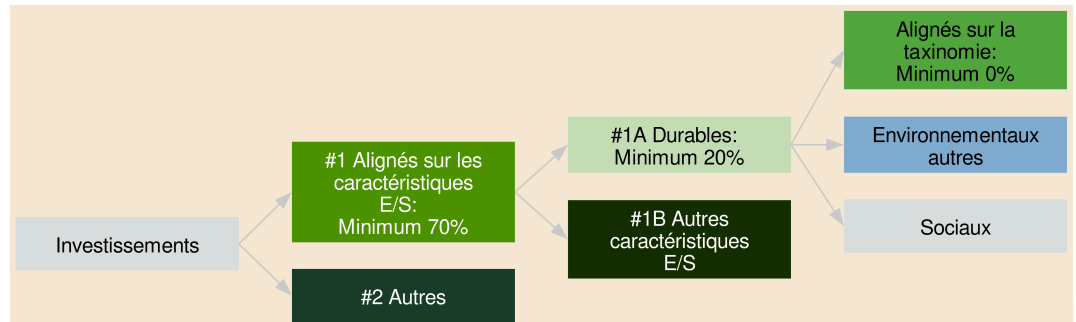 Investissements
#1 Alignés sur les
caractéristiques
E/S:
Minimum 70%
#2 Autres
#1A Durables:
Minimum 20%
#1B Autres
caractéristiques
E/S
Alignés sur la
taxinomie:
Minimum 0%
Environnementaux
autres
Sociaux